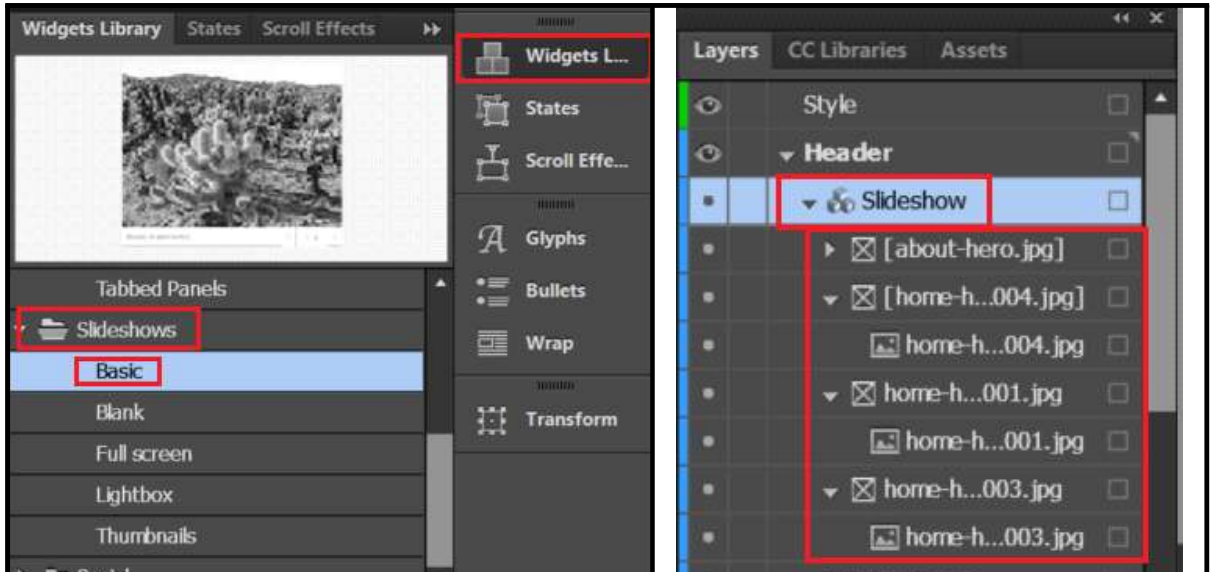 Widgets Library States Scroll Effects
Tabbed Panels
Slideshows
Basic
Blank
Full screen
Lightbox
Thumbnails
Widgets L...
States
Scroll Effe...
Glyphs
Bullets
Wrap
Transform
Layers CC Libraries Assets
Style
Header
Slideshow
[about-hero.jpg]
[home-h...004.jpg]
home-h...004.jpg
home-h...001.jpg
home-h...001.jpg
home-h...003.jpg
home-h...003.jpg